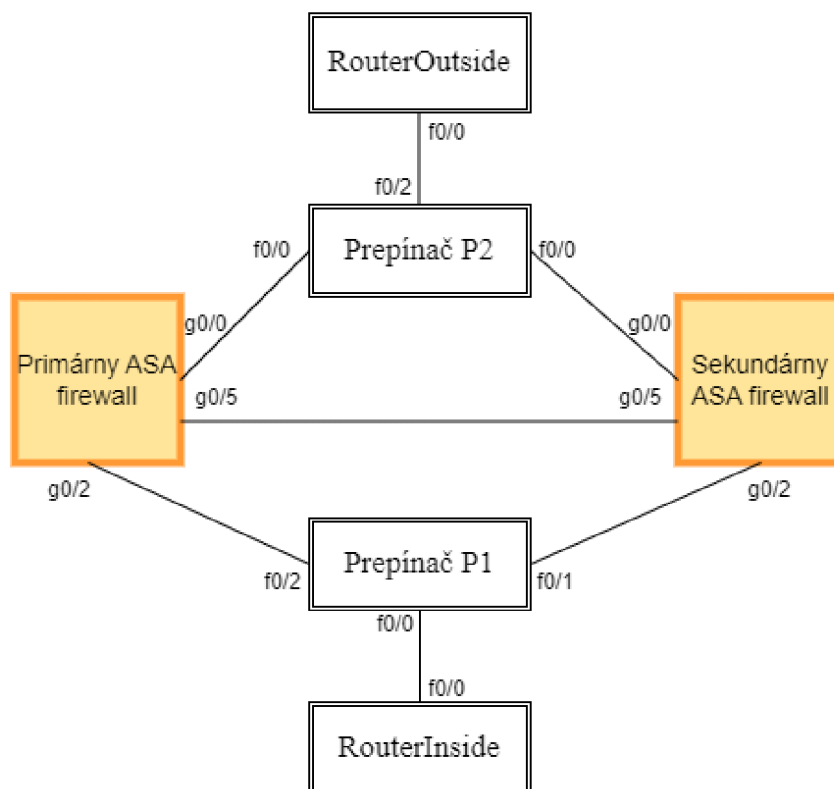 RouterOutside
f0/0
f0/2
f0/0
Prepínač P2
f0/0
g0/0
g0/0
Primárny ASA
firewall
Sekundárny
ASA firewall
g0/5
g0/5
g0/2
g0/2
Prepínač P1
f0/2
f0/1
f0/0
f0/0
RouterInside